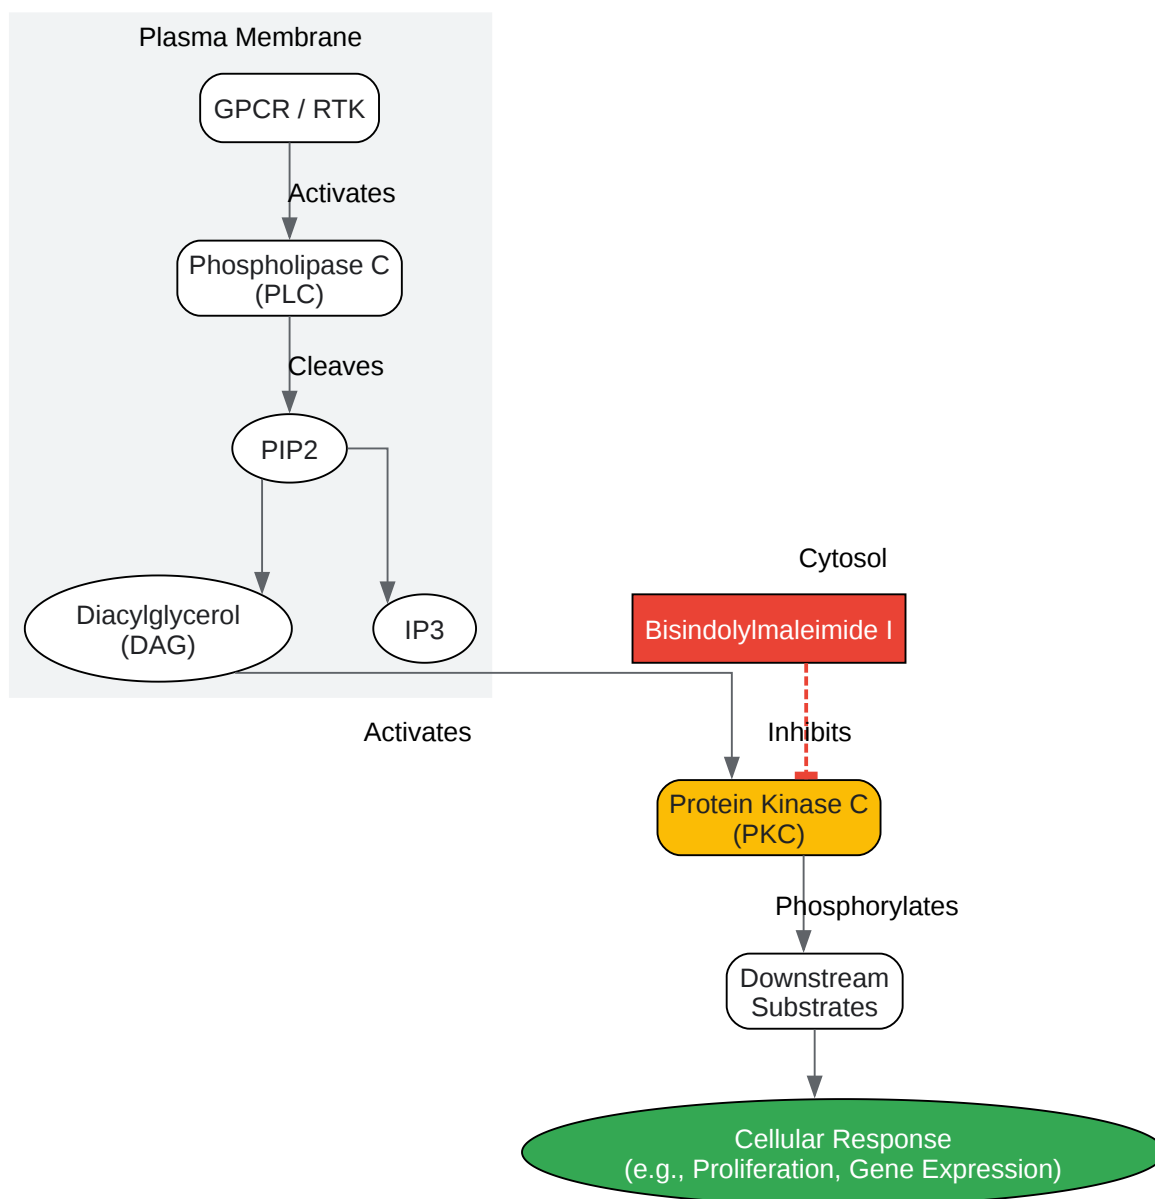 Plasma Membrane
GPCR / RTK
Activates
Phospholipase C
(PLC)
Cleaves
PIP2
Diacylglycerol
(DAG)
IP3
Activates
Cytosol
Bisindolylmaleimide I
Inhibits
Protein Kinase C
(PKC)
Phosphorylates
Downstream
Substrates
Cellular Response
(e.g., Proliferation, Gene Expression)